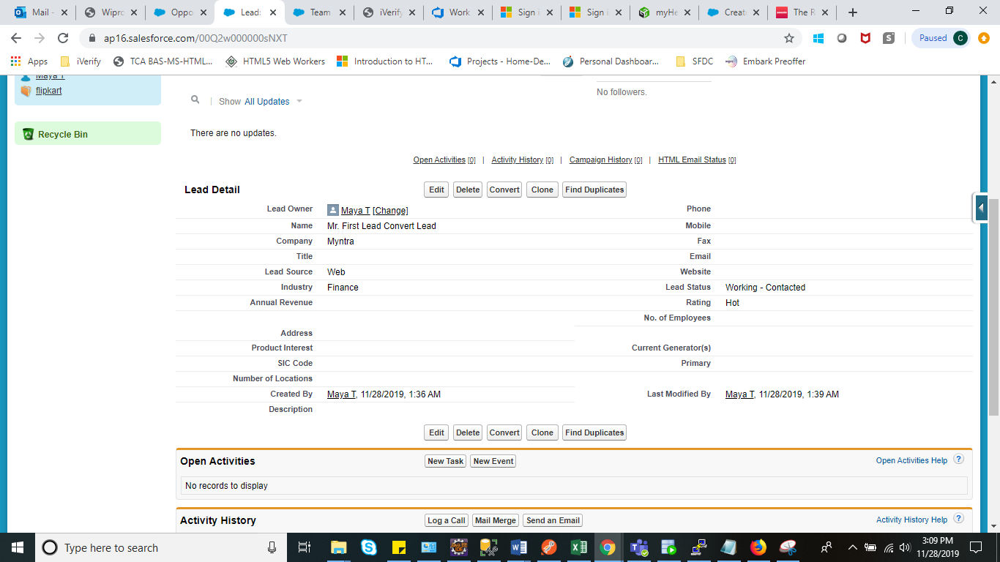 Mail - Wipro Oppo Lead: Team iVerify Work Sign i Sign i myHe Create The R
ap16.salesforce.com/00Q2w000000sNXT Paused C
Apps iVerify TCA BAS-MS-HTML... HTML5 Web Workers Introduction to HT... Projects - Home-De... Personal Dashboar... SFDC Embark Preoffer
Maya T
flipkart
No followers.
Show All Updates
Recycle Bin
There are no updates.
Open Activities [0] | Activity History [0] | Campaign History [0] | HTML Email Status [0]
Lead Detail Edit Delete Convert Clone Find Duplicates
Lead Owner Maya T [Change] Phone
Name Mr. First Lead Convert Lead Mobile
Company Myntra Fax
Title Email
Lead Source Web Website
Industry Finance Lead Status Working - Contacted
Annual Revenue Rating Hot
No. of Employees
Address
Product Interest Current Generator(s)
SIC Code Primary
Number of Locations
Created By Maya T, 11/28/2019, 1:36 AM Last Modified By Maya T, 11/28/2019, 1:39 AM
Description
Edit Delete Convert Clone Find Duplicates
Open Activities New Task New Event Open Activities Help ?
No records to display
Activity History Log a Call Mail Merge Send an Email Activity History Help ?
Type here to search
3:09 PM
11/28/2019